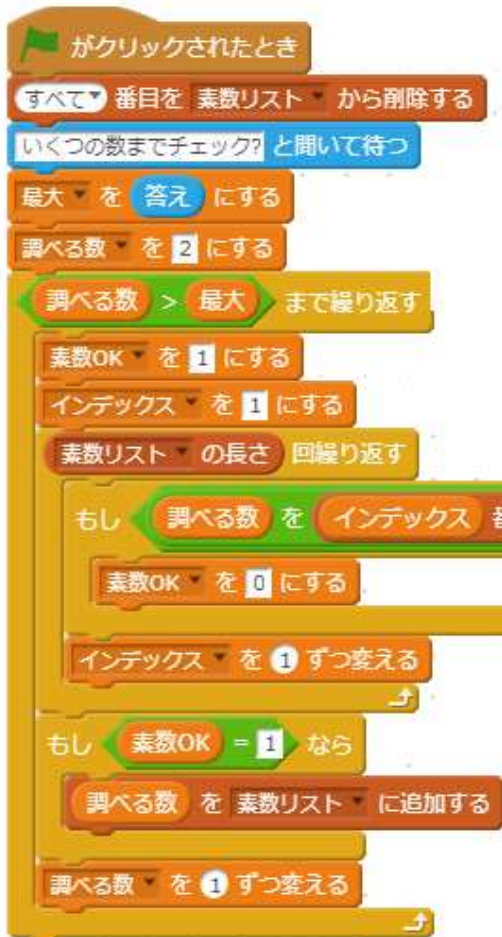 がクリックされたとき
すべて 番目を 素数リスト から削除する
いくつの数までチェック? と聞いて待つ
最大 を 答え にする
調べる数 を 2 にする
調べる数 > 最大 まで繰り返す
素数OK を 1 にする
インデックス を 1 にする
素数リスト の長さ 回繰り返す
もし 調べる数 を インデックス
素数OK を 0 にする
インデックス を 1 ずつ変える
もし 素数OK = 1 なら
調べる数 を 素数リスト に追加する
調べる数 を 1 ずつ変える